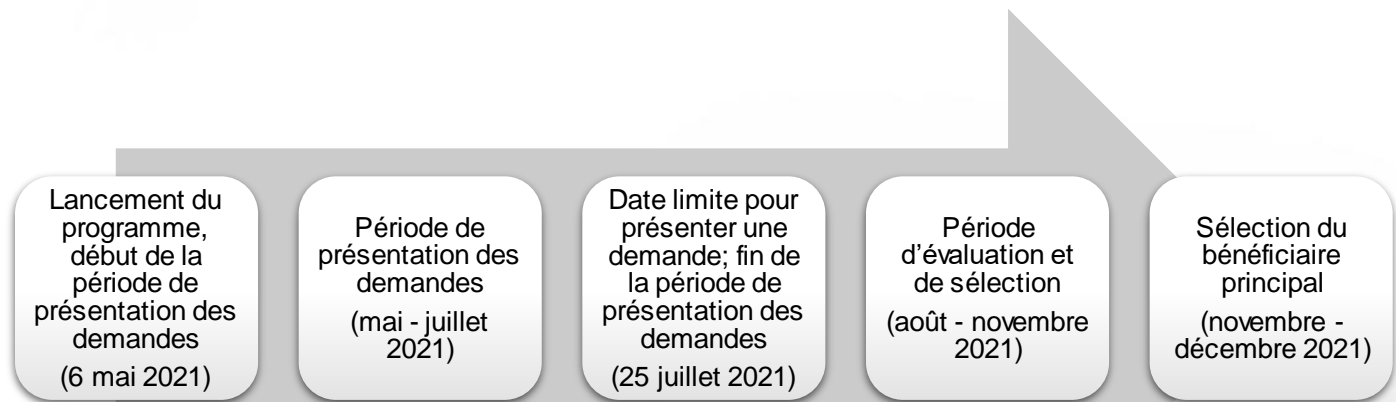 Lancement du
programme,
début de la
période de
présentation des
demandes
(6 mai 2021)
Période de
présentation des
demandes
(mai - juillet
2021)
Date limite pour
présenter une
demande; fin de
la période de
présentation des
demandes
(25 juillet 2021)
Période
d’évaluation et
de sélection
(août - novembre
2021)
Sélection du
bénéficiaire
principal
(novembre -
décembre 2021)